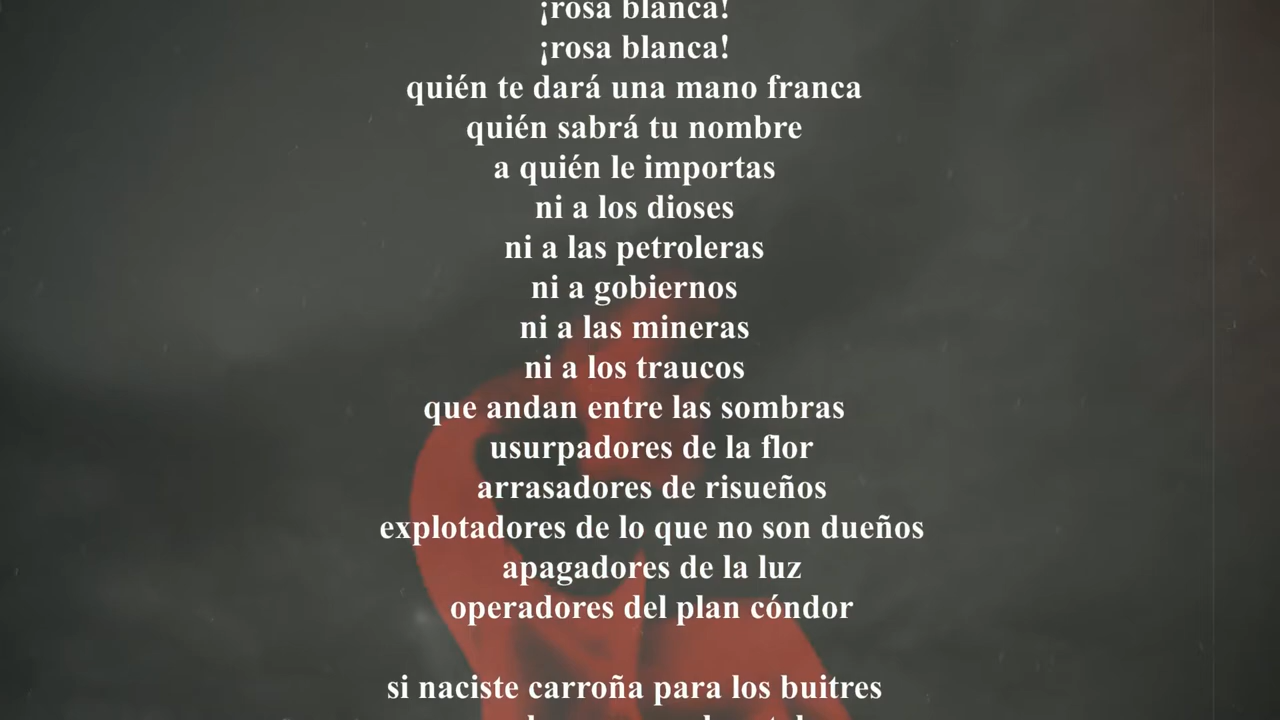 ¡rosa blanca!
¡rosa blanca!
quién te dará una mano franca
quién sabrá tu nombre
a quién le importas
ni a los dioses
ni a las petroleras
ni a gobiernos
ni a las mineras
ni a los traucos
que andan entre las sombras
usurpadores de la flor
arrasadores de risueños
explotadores de lo que no son dueños
apagadores de la luz
operadores del plan cóndor
si naciste carroña para los buitres